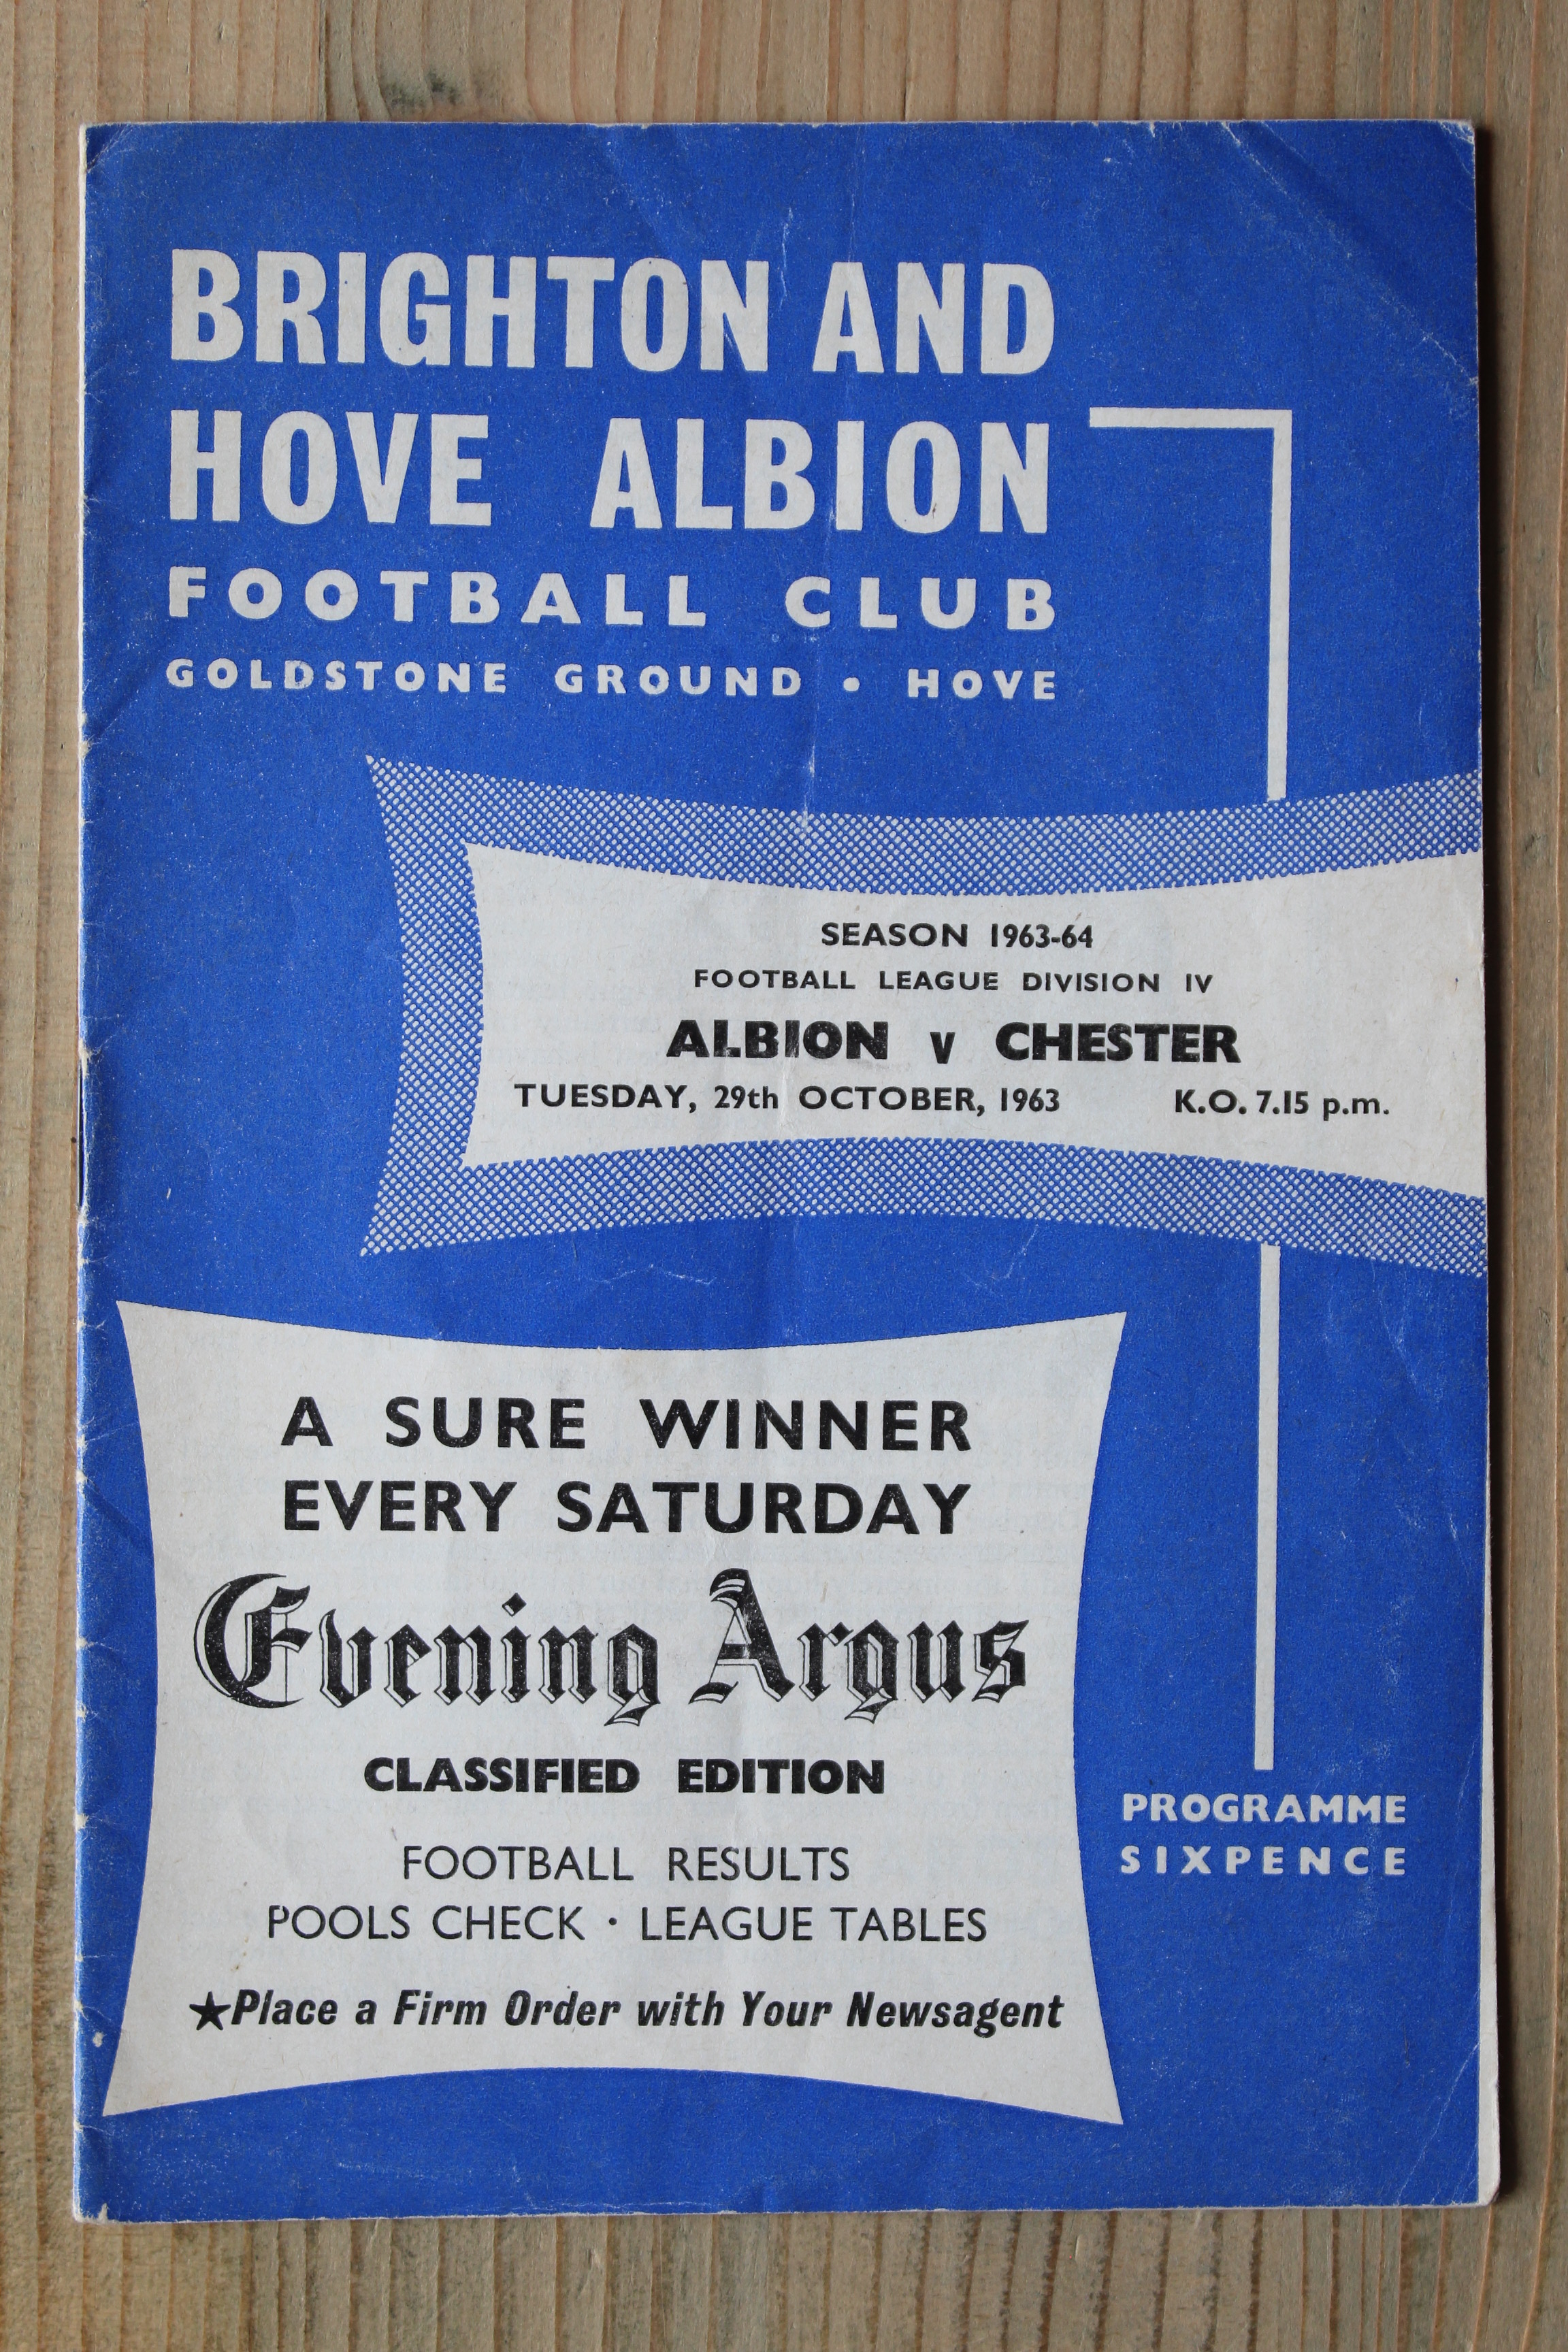 BRIGHTON AND
HOVE ALBION
FOOTBALL CLUB
GOLDSTONE GROUND • HOVE
SEASON 1963-64
FOOTBALL LEAGUE DIVISION IV
ALBION v CHESTER
TUESDAY, 29th OCTOBER, 1963 K.O. 7.15 p.m.
A SURE WINNER
EVERY SATURDAY
Evening Argus
CLASSIFIED EDITION
FOOTBALL RESULTS
POOLS CHECK • LEAGUE TABLES
★Place a Firm Order with Your Newsagent
PROGRAMME
SIXPENCE